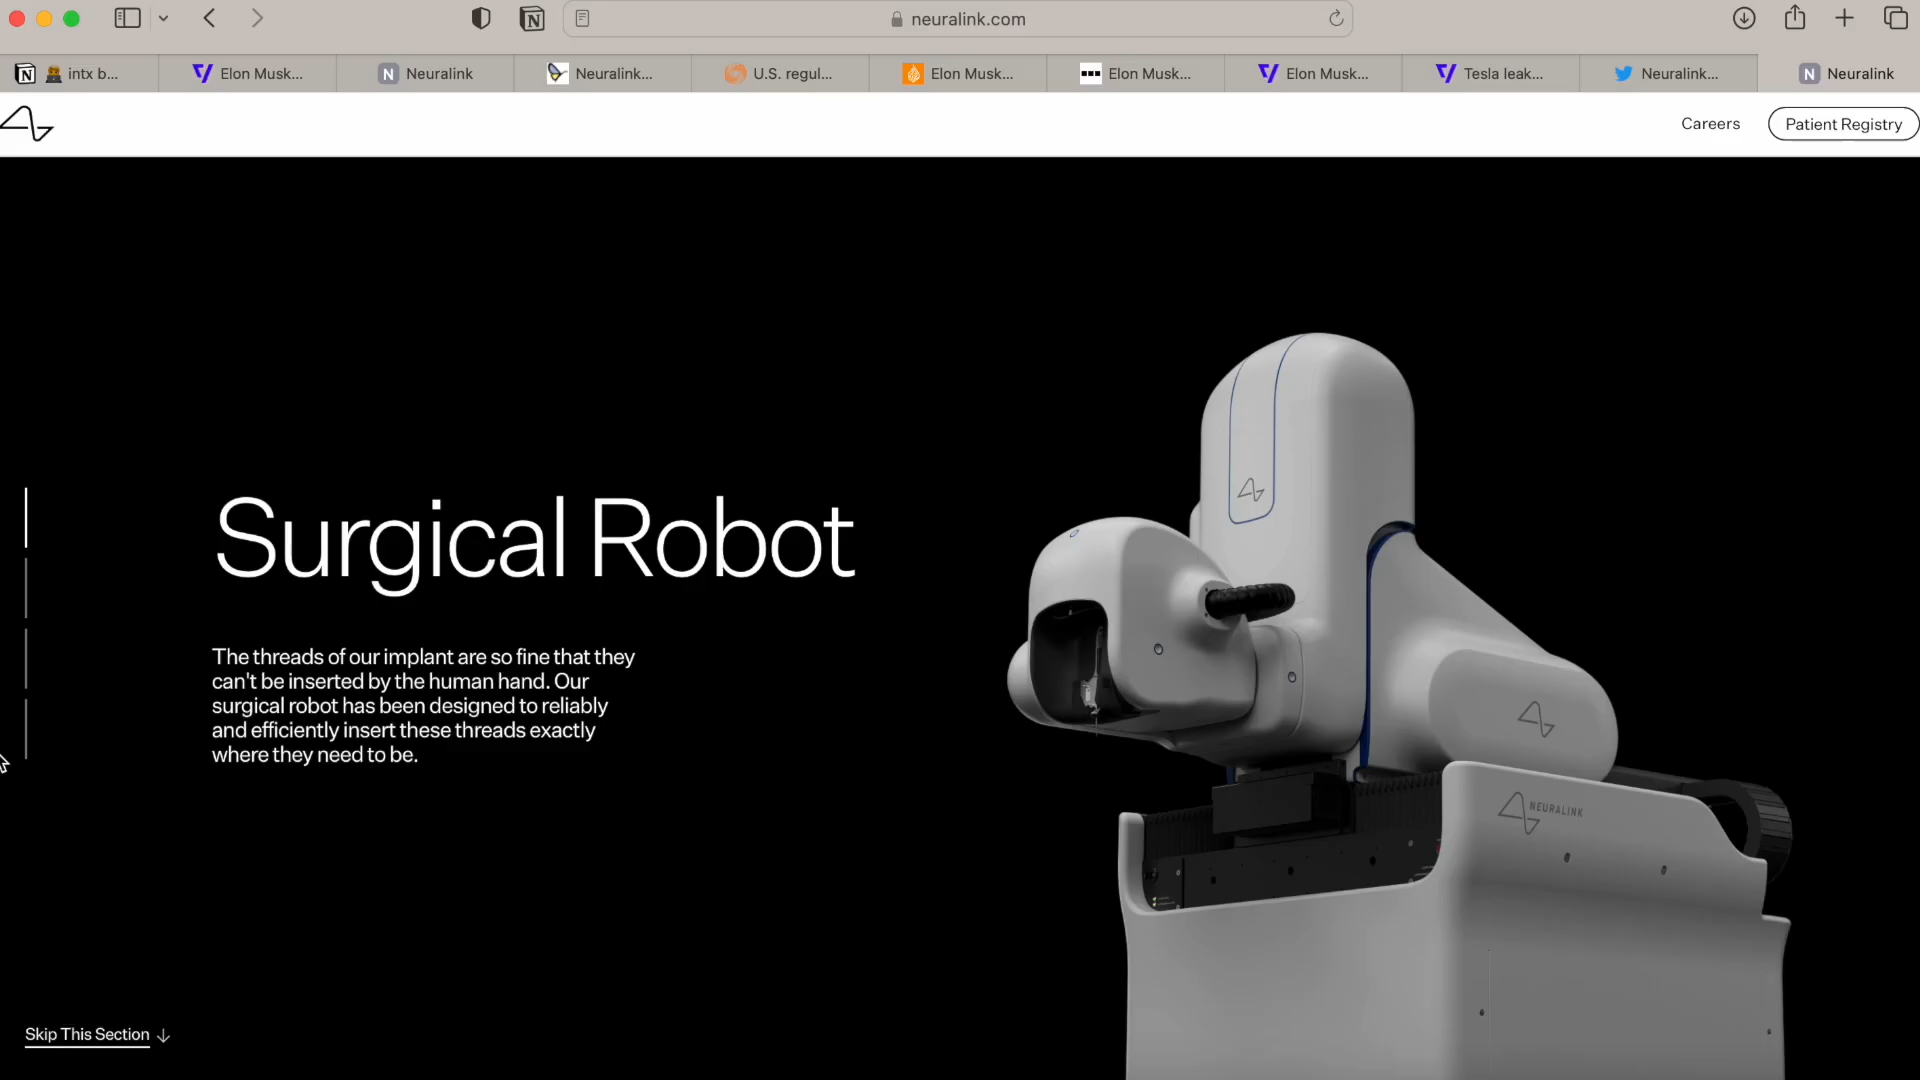 neuralink.com
intx b...
Elon Musk...
Neuralink
Neuralink...
U.S. regul...
Elon Musk...
Elon Musk...
Elon Musk...
Tesla leak...
Neuralink...
Neuralink
Careers
Patient Registry
Surgical Robot
The threads of our implant are so fine that they
can't be inserted by the human hand. Our
surgical robot has been designed to reliably
and efficiently insert these threads exactly
where they need to be.
NEURALINK
Skip This Section